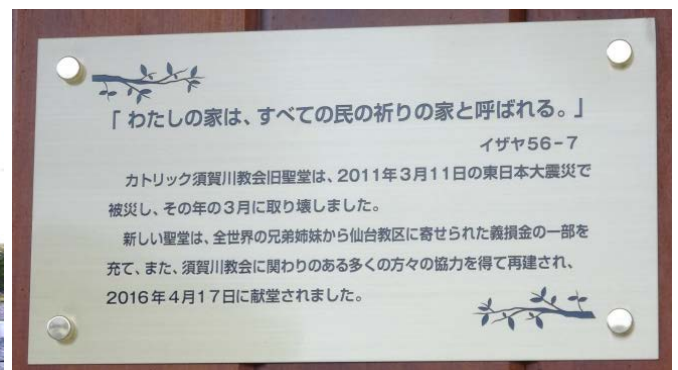 「わたしの家は、すべての民の祈りの家と呼ばれる。」
イザヤ56-7
カトリック須賀川教会旧聖堂は、2011年3月11日の東日本大震災で
被災し、その年の3月に取り壊しました。
新しい聖堂は、全世界の兄弟姉妹から仙台教区に寄せられた義損金の一部を
充て、また、須賀川教会に関わりのある多くの方々の協力を得て再建され、
2016年4月17日に献堂されました。